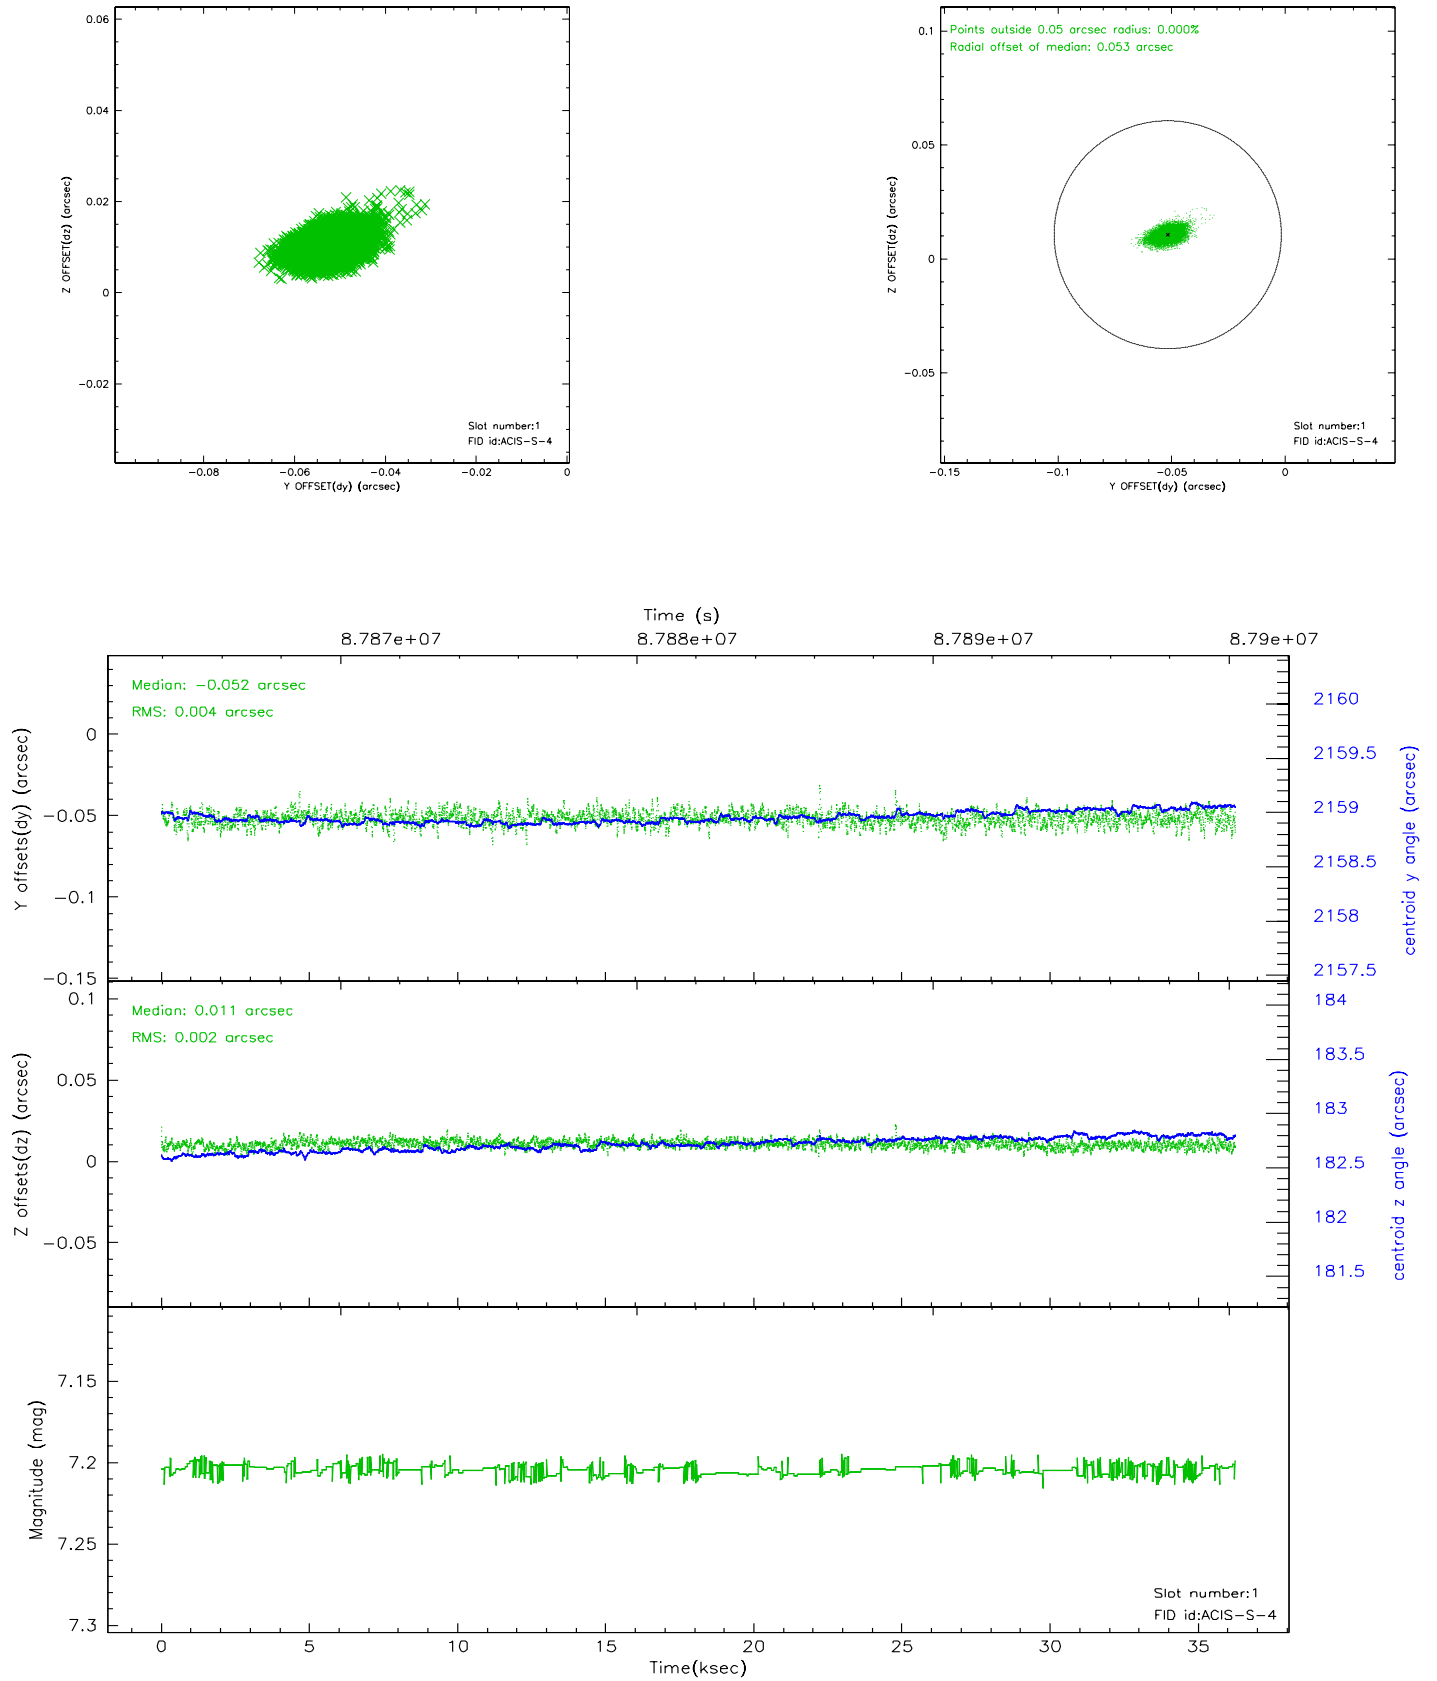 0.06
0.04
0.02
0
−0.02
Z OFFSET(dz) (arcsec)
Slot number:1
FID id:ACIS−S−4
−0.08
−0.06
−0.04
−0.02
0
Y OFFSET(dy) (arcsec)
Points outside 0.05 arcsec radius: 0.000%
Radial offset of median: 0.053 arcsec
0.1
0.05
0
−0.05
Z OFFSET(dz) (arcsec)
Slot number:1
FID id:ACIS−S−4
−0.15
−0.1
−0.05
0
Y OFFSET(dy) (arcsec)
Time (s)
8.787e+07
8.788e+07
8.789e+07
8.79e+07
Median: −0.052 arcsec
RMS: 0.004 arcsec
0
−0.05
−0.1
−0.15
Y offsets(dy) (arcsec)
2160
2159.5
2159
2158.5
2158
2157.5
centroid y angle (arcsec)
Median: 0.011 arcsec
RMS: 0.002 arcsec
0.1
0.05
0
−0.05
Z offsets(dz) (arcsec)
184
183.5
183
182.5
182
181.5
centroid z angle (arcsec)
7.15
7.2
7.25
7.3
Magnitude (mag)
Slot number:1
FID id:ACIS−S−4
0
5
10
15
20
25
30
35
Time(ksec)